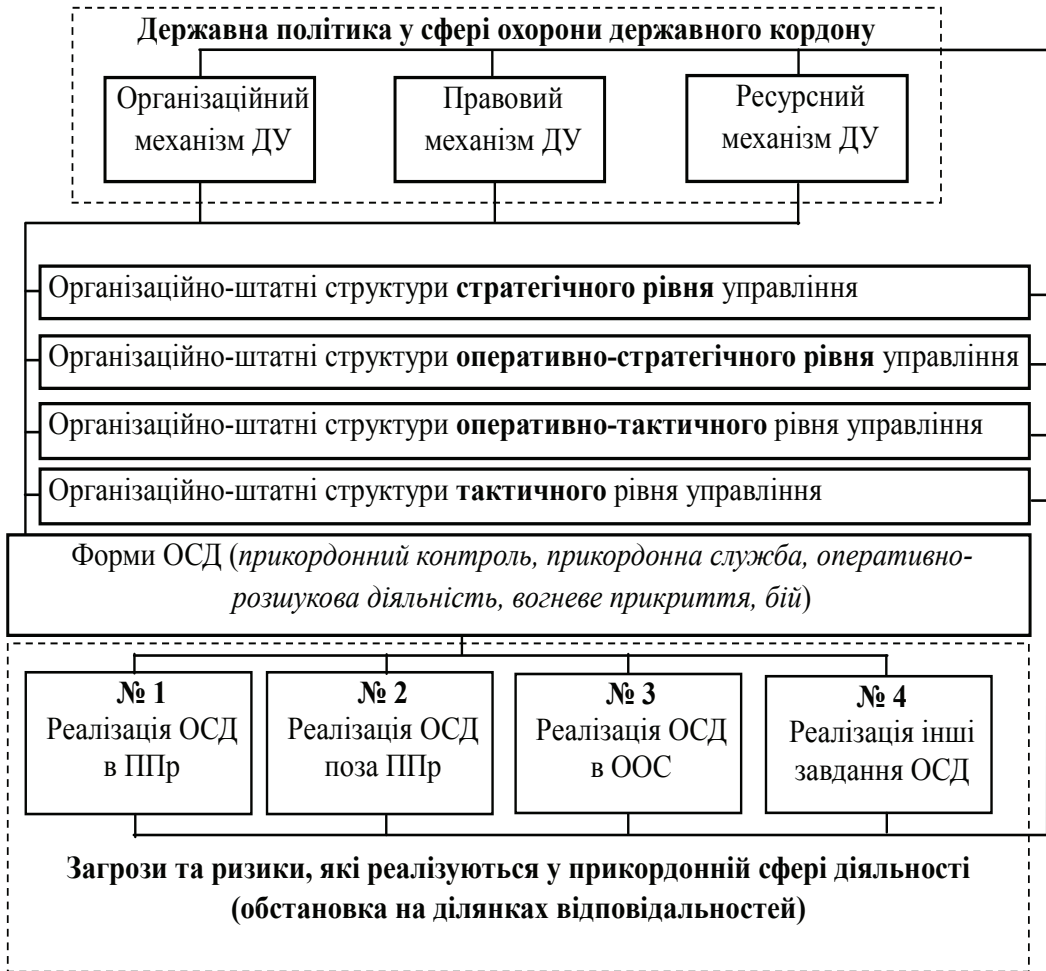 Державна політика у сфері охорони державного кордону
Організаційний
механізм ДУ
Правовий
механізм ДУ
Ресурсний
механізм ДУ
Організаційно-штатні структури стратегічного рівня управління
Організаційно-штатні структури оперативно-стратегічного рівня управління
Організаційно-штатні структури оперативно-тактичного рівня управління
Організаційно-штатні структури тактичного рівня управління
Форми ОСД (прикордонний контроль, прикордонна служба, оперативно-
розшукова діяльність, вогневе прикриття, бій)
№ 1
Реалізація ОСД
в ППр
№ 2
Реалізація ОСД
поза ППр
№ 3
Реалізація ОСД
в ООС
№ 4
Реалізація інші
завдання ОСД
Загрози та ризики, які реалізуються у прикордонній сфері діяльності
(обстановка на ділянках відповідальностей)